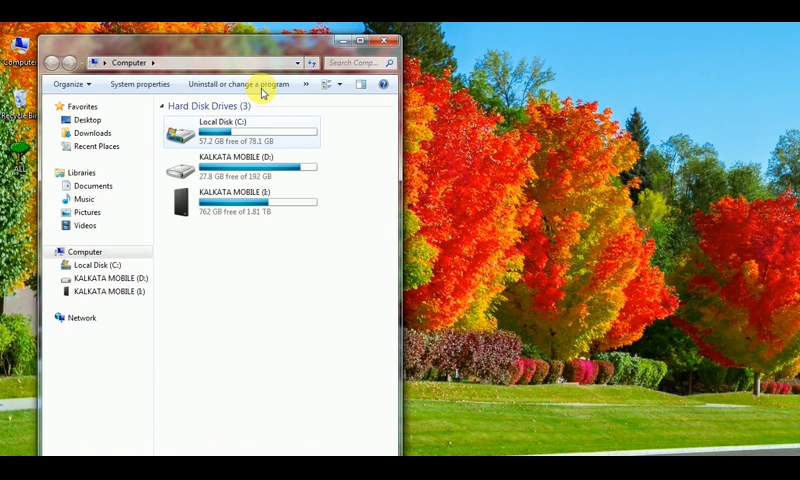 Computer
Recycle Bin
ALL
Computer
Search Comp...
Organize
System properties
Uninstall or change a program
»
Favorites
Desktop
Downloads
Recent Places
Libraries
Documents
Music
Pictures
Videos
Computer
Local Disk (C:)
KALKATA MOBILE (D:)
KALKATA MOBILE (I:)
Network
Hard Disk Drives (3)
Local Disk (C:)
57.2 GB free of 78.1 GB
KALKATA MOBILE (D:)
27.8 GB free of 192 GB
KALKATA MOBILE (I:)
762 GB free of 1.81 TB